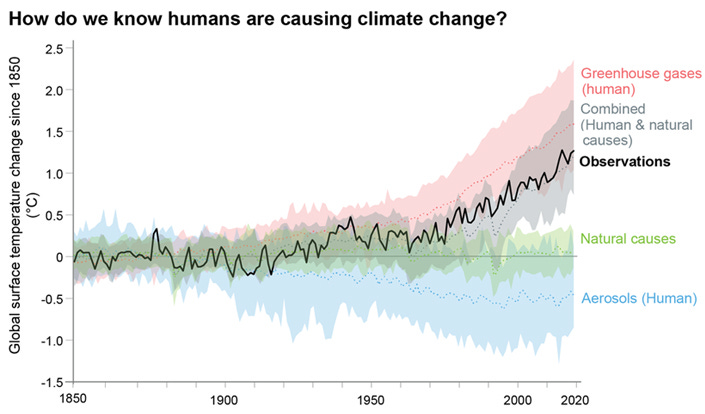 How do we know humans are causing climate change?
Global surface temperature change since 1850
(°C)
2.5
2.0
1.5
1.0
0.5
0
-0.5
-1.0
-1.5
1850
1900
1950
2000
2020
Greenhouse gases
(human)
Combined
(Human & natural
causes)
Observations
Natural causes
Aerosols (Human)